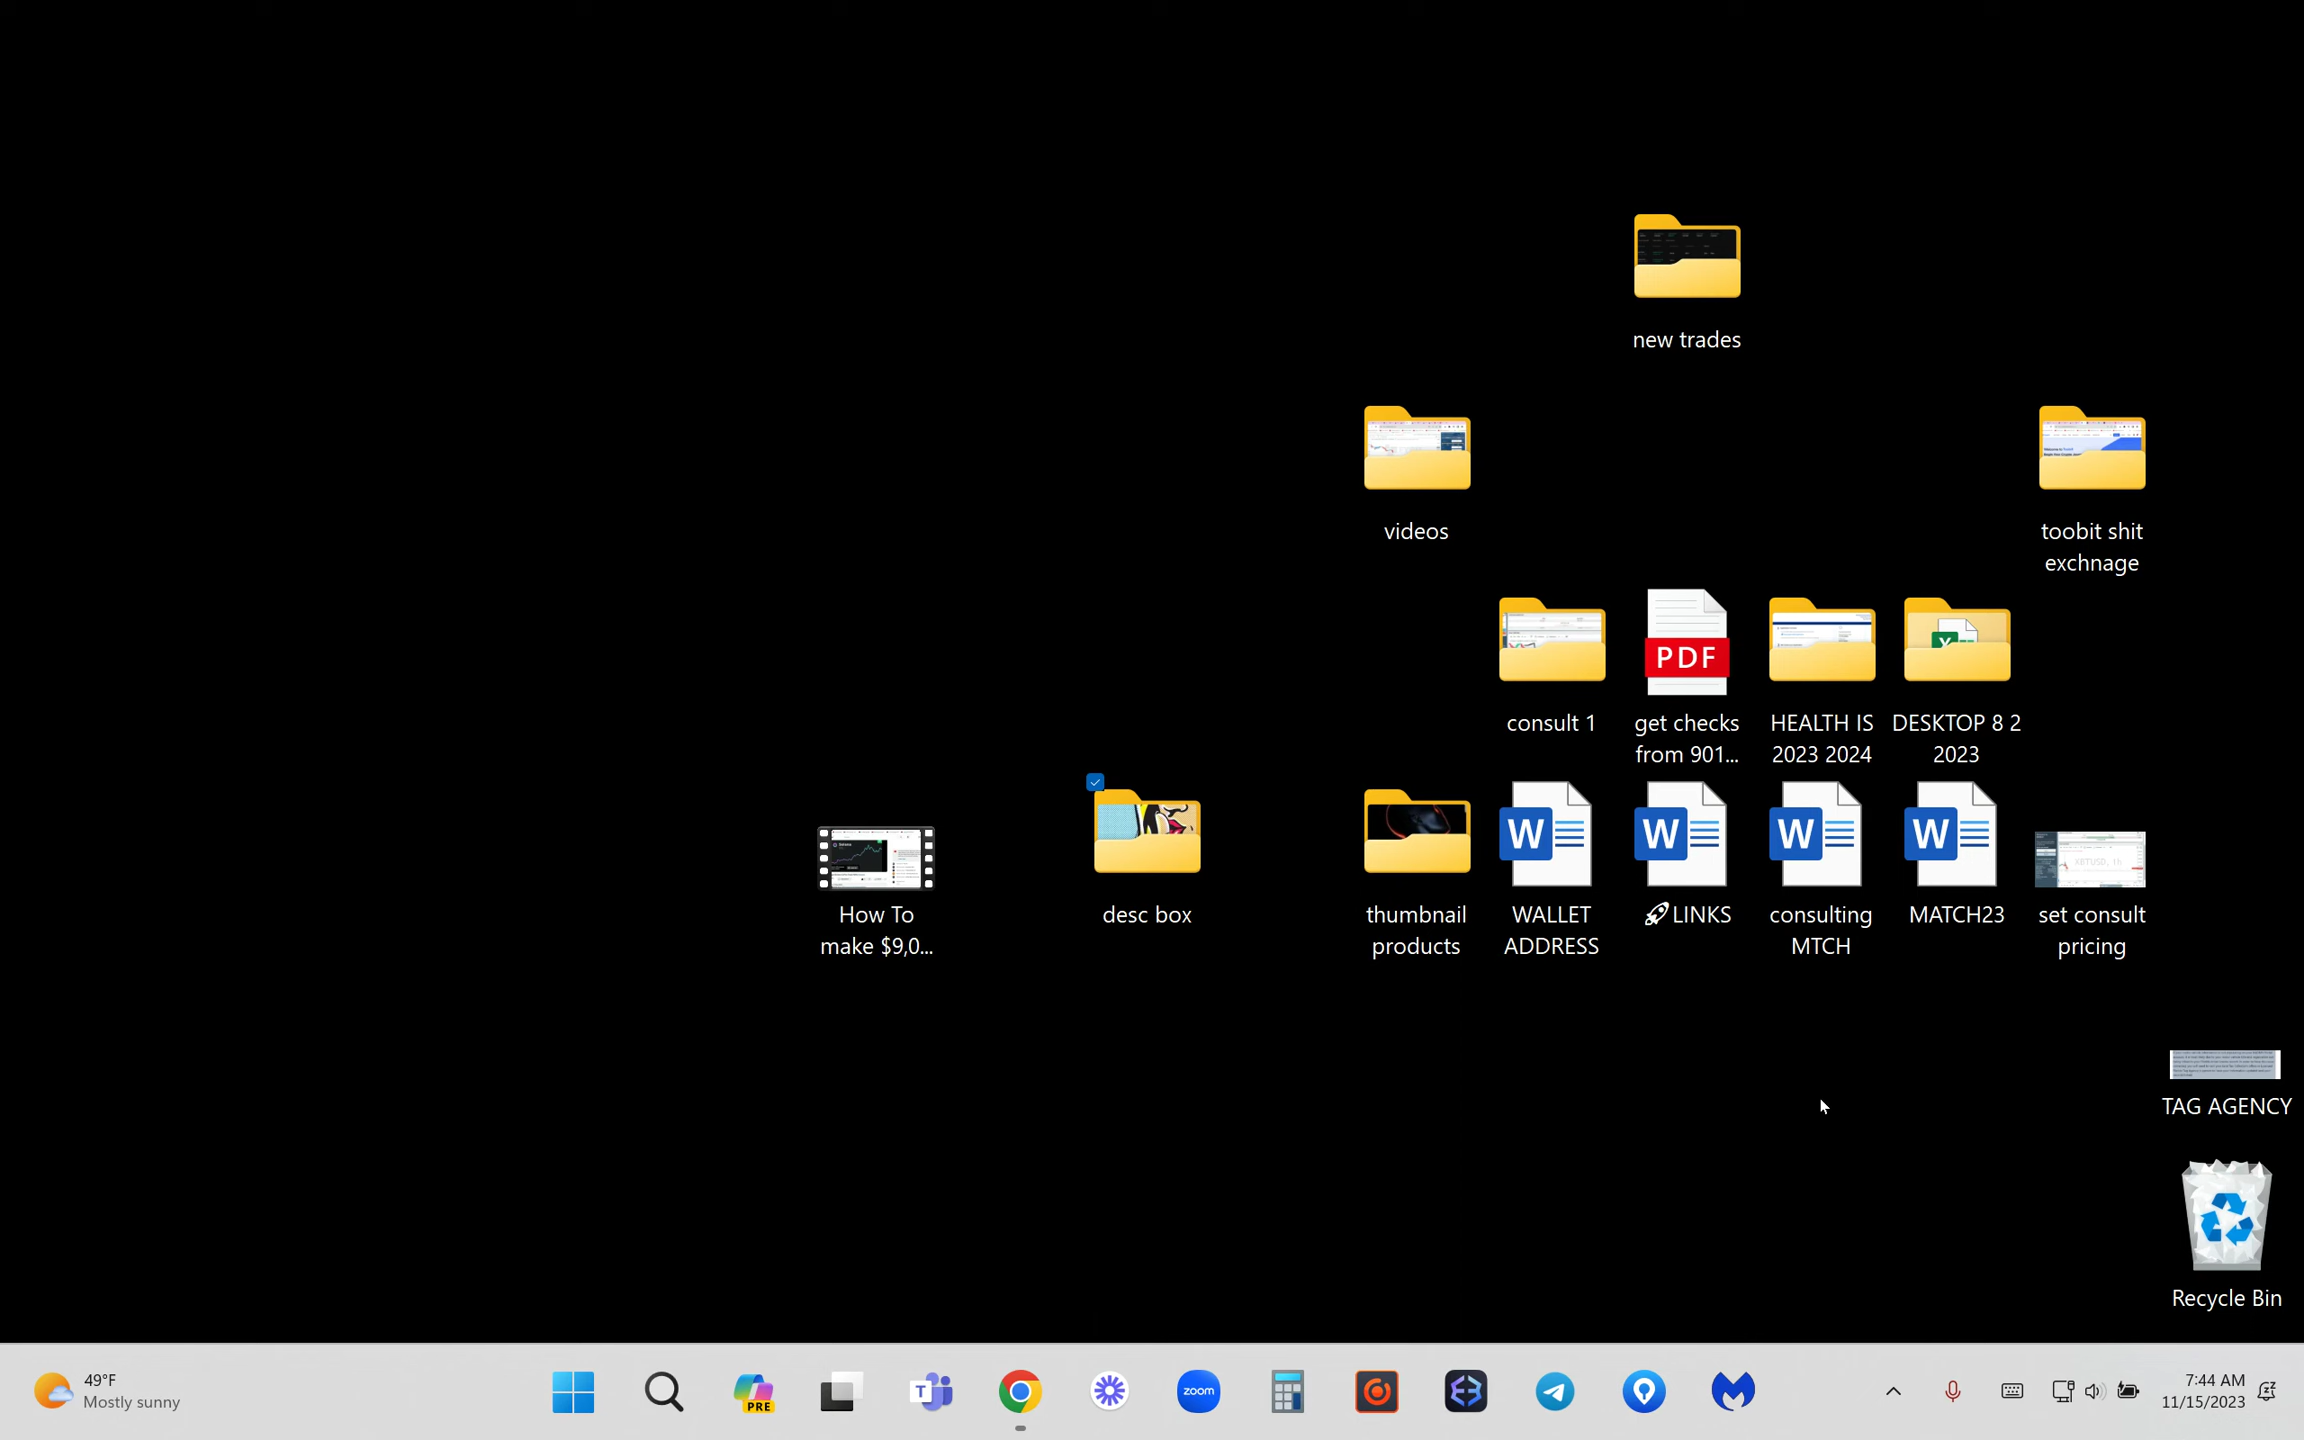 new trades
videos
toobit shit
exchnage
consult 1
get checks
from 901...
HEALTH IS
2023 2024
DESKTOP 8 2
2023
PDF
How To
make $9,0...
desc box
thumbnail
products
WALLET
ADDRESS
🚀LINKS
consulting
MTCH
MATCH23
set consult
pricing
W
W
W
W
XBTUSD, 1h
TAG AGENCY
Recycle Bin
49°F
Mostly sunny
PRE
T
zoom
7:44 AM
11/15/2023